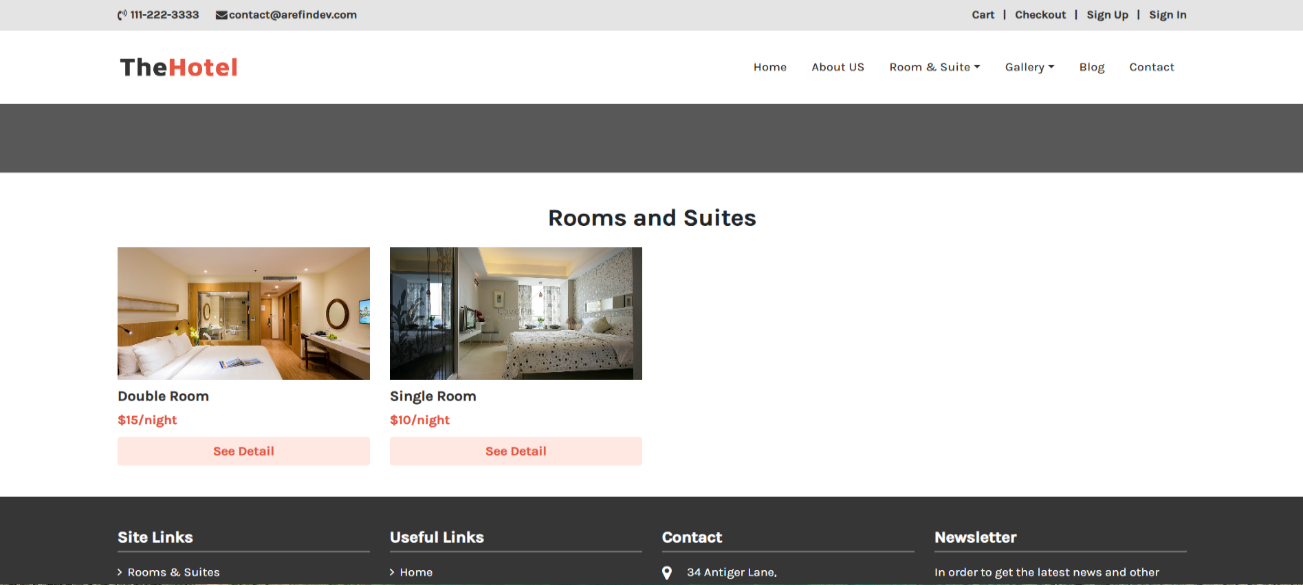 111-222-3333 contact@arefindev.com Cart | Checkout | Sign Up | Sign In
TheHotel Home About US Room & Suite Gallery Blog Contact
Rooms and Suites
Double Room Single Room
$15/night $10/night
See Detail See Detail
Site Links Useful Links Contact Newsletter
Rooms & Suites Home 34 Antiger Lane, In order to get the latest news and other